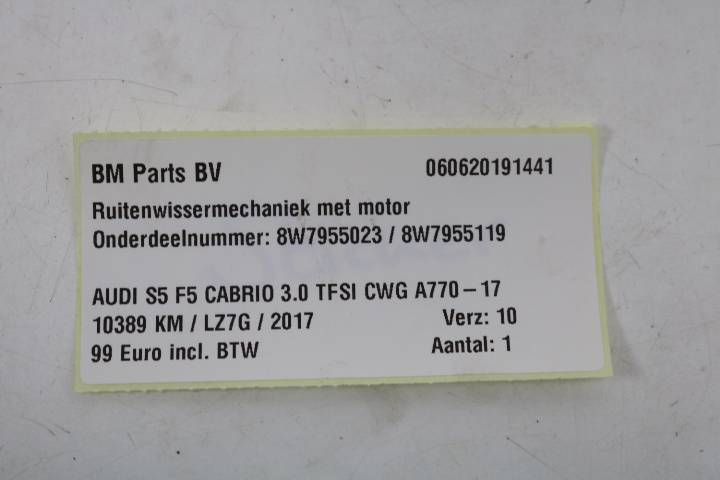 BM Parts BV 060620191441
Ruitenwissermechaniek met motor
Onderdeelnummer: 8W7955023 / 8W7955119
AUDI S5 F5 CABRIO 3.0 TFSI CWG A770-17
10389 KM / LZ7G / 2017 Verz: 10
99 Euro incl. BTW Aantal: 1